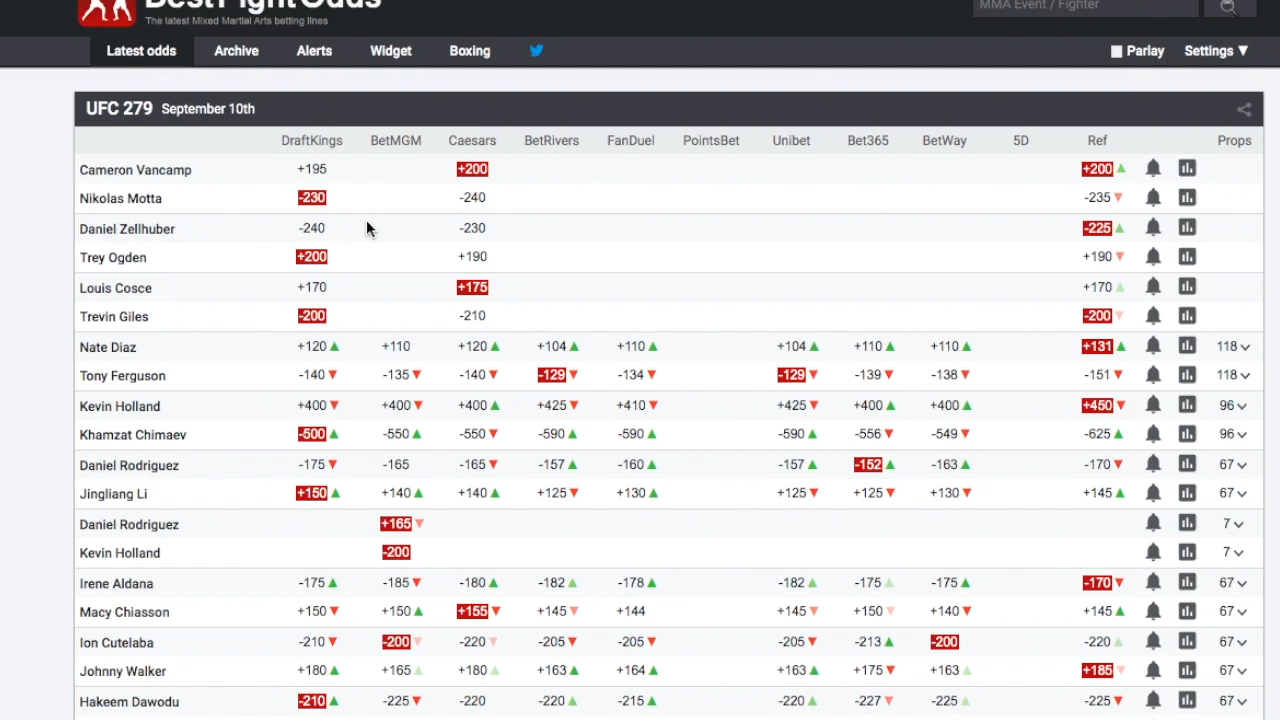 BestFightOdds
The latest Mixed Martial Arts betting lines
MMA Event / Fighter
Latest odds Archive Alerts Widget Boxing Parlay Settings ▼
UFC 279 September 10th
DraftKings BetMGM Caesars BetRivers FanDuel PointsBet Unibet Bet365 BetWay 5D Ref Props
Cameron Vancamp +195 +200 +200▲
Nikolas Motta -230 -240 -235▼
Daniel Zellhuber -240 -230 -225▲
Trey Ogden +200 +190 +190▼
Louis Cosce +170 +175 +170▲
Trevin Giles -200 -210 -200▼
Nate Diaz +120▲ +110 +120▲ +104▲ +110▲ +104▲ +110▲ +110▲ +131▲ 118
Tony Ferguson -140▼ -135▼ -140▼ -129▼ -134▼ -129▼ -139▼ -138▼ -151▼ 118
Kevin Holland +400▼ +400▼ +400▲ +425▼ +410▼ +425▼ +400▲ +400▲ +450▼ 96
Khamzat Chimaev -500▲ -550▲ -550▼ -590▲ -590▲ -590▲ -556▼ -549▼ -625▲ 96
Daniel Rodriguez -175▼ -165 -165▼ -157▲ -160▲ -157▲ -152▲ -163▲ -170▼ 67
Jingliang Li +150▲ +140▲ +140▲ +125▼ +130▲ +125▼ +125▼ +130▼ +145▲ 67
Daniel Rodriguez +165▼ 7
Kevin Holland -200 7
Irene Aldana -175▲ -185▼ -180▲ -182▲ -178▲ -182▲ -175▲ -175▲ -170▼ 67
Macy Chiasson +150▼ +150▲ +155▼ +145▼ +144 +145▼ +150▼ +140▼ +145▲ 67
Ion Cutelaba -210▼ -200▼ -220▼ -205▼ -205▼ -205▼ -213▲ -200 -220▲ 67
Johnny Walker +180▲ +165▲ +180▲ +163▲ +164▲ +163▲ +175▼ +163▲ +185▼ 67
Hakeem Dawodu -210▲ -225▼ -220 -220▲ -215▲ -220▲ -227▼ -225▲ -225▼ 67